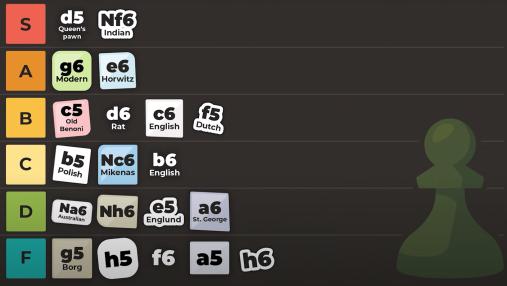 S
d5
Queen's
pawn
Nf6
Indian
A
g6
Modern
e6
Horwitz
B
c5
Old
Benoni
d6
Rat
c6
English
f5
Dutch
C
b5
Polish
Nc6
Mikenas
b6
English
D
Na6
Australian
Nh6
e5
Englund
a6
St. George
F
g5
Borg
h5
f6
a5
h6